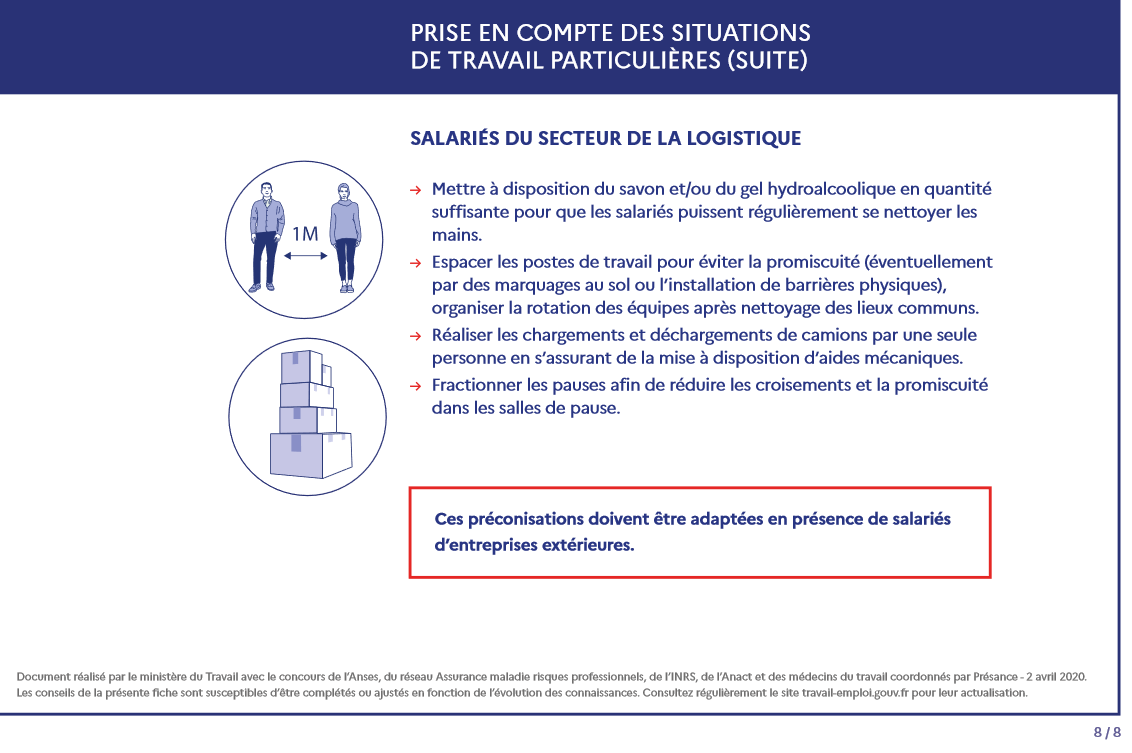 PRISE EN COMPTE DES SITUATIONS
DE TRAVAIL PARTICULIÈRES (SUITE)
SALARIÉS DU SECTEUR DE LA LOGISTIQUE
1M
→ Mettre à disposition du savon et/ou du gel hydroalcoolique en quantité
suffisante pour que les salariés puissent régulièrement se nettoyer les
mains.
→ Espacer les postes de travail pour éviter la promiscuité (éventuellement
par des marquages au sol ou l’installation de barrières physiques),
organiser la rotation des équipes après nettoyage des lieux communs.
→ Réaliser les chargements et déchargements de camions par une seule
personne en s’assurant de la mise à disposition d’aides mécaniques.
→ Fractionner les pauses afin de réduire les croisements et la promiscuité
dans les salles de pause.
Ces préconisations doivent être adaptées en présence de salariés
d’entreprises extérieures.
Document réalisé par le ministère du Travail avec le concours de l’Anses, du réseau Assurance maladie risques professionnels, de l’INRS, de l’Anact et des médecins du travail coordonnés par Présance - 2 avril 2020.
Les conseils de la présente fiche sont susceptibles d’être complétés ou ajustés en fonction de l’évolution des connaissances. Consultez régulièrement le site travail-emploi.gouv.fr pour leur actualisation.
8 / 8